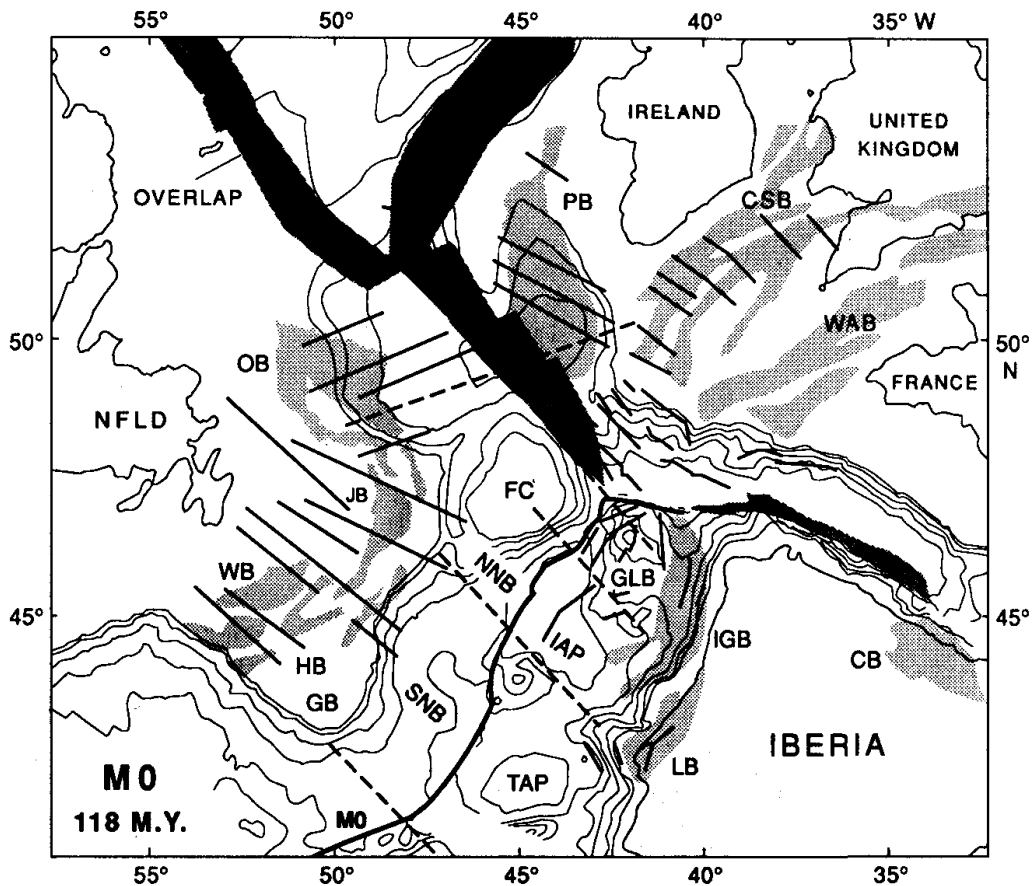 55° 50° 45° 40° 35° W
IRELAND
UNITED
KINGDOM
OVERLAP
PB
CSB
50°
OB
WAB
50°
N
FRANCE
NFLD
JB
FC
NNB
GLB
WB
45°
HB
GB
IAP
IGB
45°
CB
SNB
IBERIA
LB
TAP
M0
118 M.Y.
M0
55° 50° 45° 40° 35°